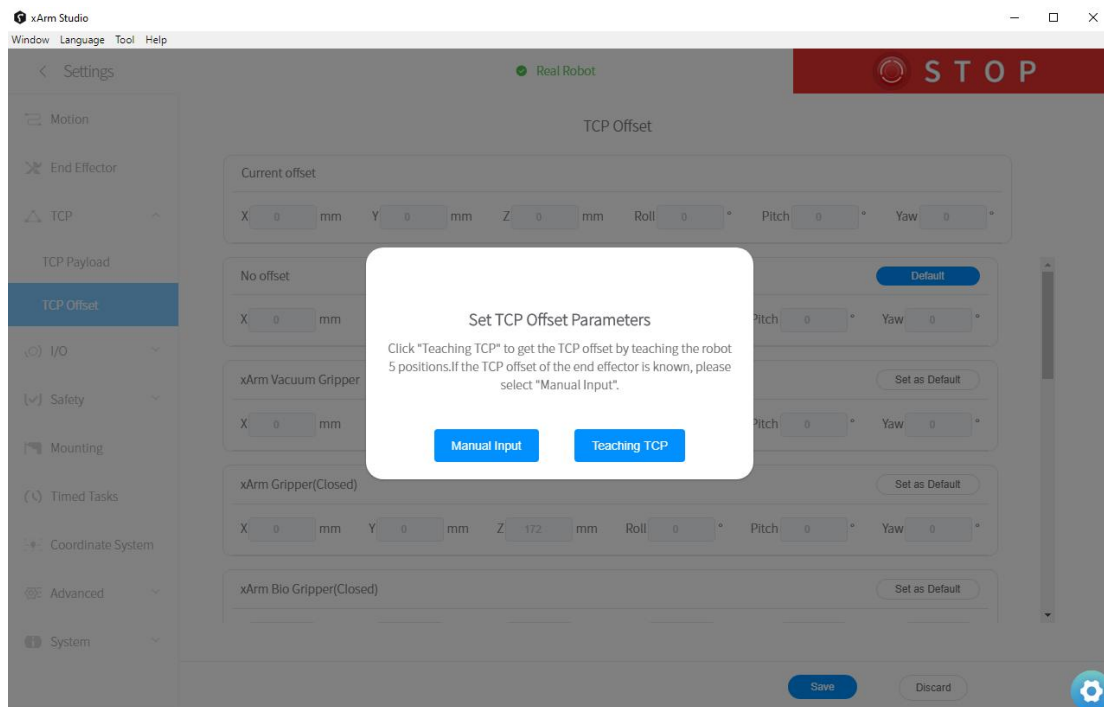 xArm Studio
Window Language Tool Help
Settings
Real Robot
STOP
Motion
End Effector
TCP
TCP Payload
TCP Offset
I/O
Safety
Mounting
Timed Tasks
Coordinate System
Advanced
System
TCP Offset
Current offset
X 0 mm Y 0 mm Z 0 mm Roll 0 ° Pitch 0 ° Yaw 0 °
No offset Default
X 0 mm Pitch 0 ° Yaw 0 °
xArm Vacuum Gripper Set as Default
X 0 mm Pitch 0 ° Yaw 0 °
Set TCP Offset Parameters
Click "Teaching TCP" to get the TCP offset by teaching the robot
5 positions.If the TCP offset of the end effector is known, please
select "Manual Input".
Manual Input Teaching TCP
xArm Gripper(Closed) Set as Default
X 0 mm Y 0 mm Z 172 mm Roll 0 ° Pitch 0 ° Yaw 0 °
xArm Bio Gripper(Closed) Set as Default
Save Discard